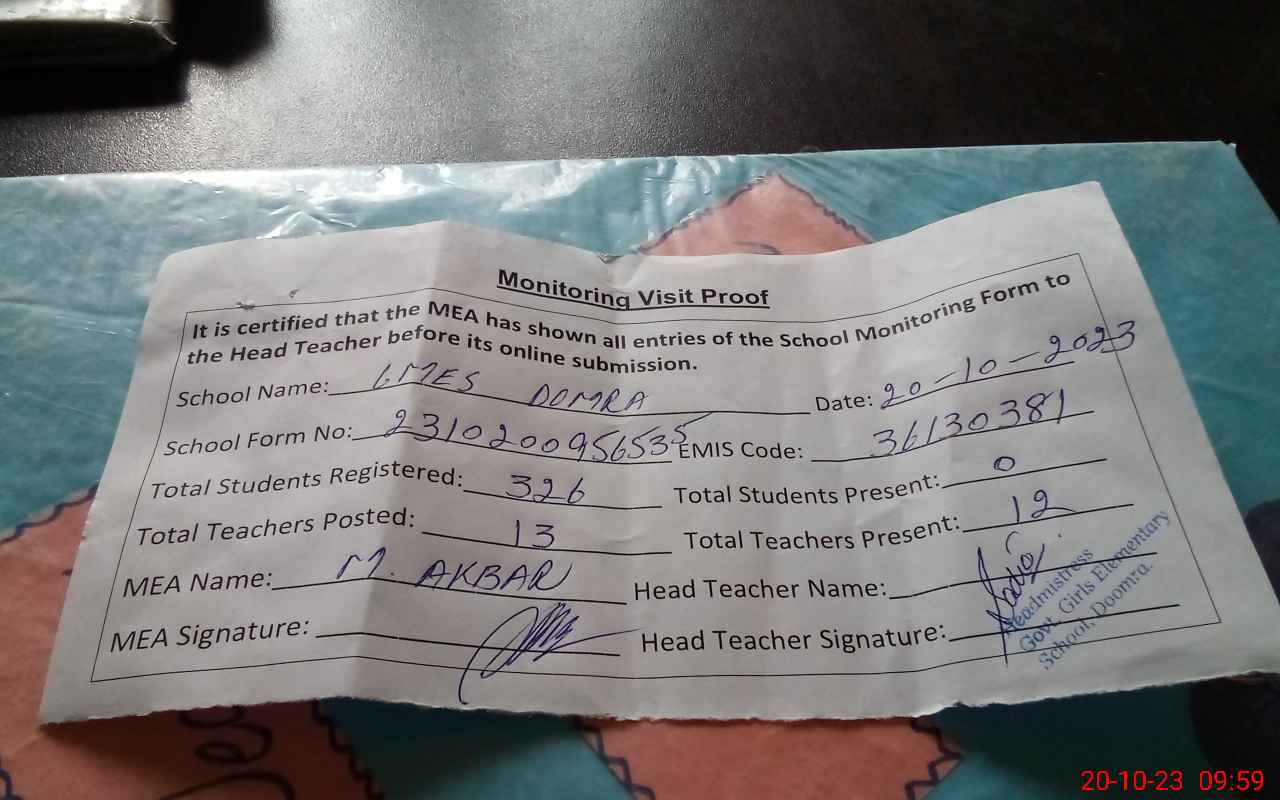 Monitoring Visit Proof
It is certified that the MEA has shown all entries of the School Monitoring Form to
the Head Teacher before its online submission.
School Name: GMES DOMRA Date: 20-10-2023
School Form No: 2310200956535 EMIS Code: 36130381
Total Students Registered: 326 Total Students Present: 0
Total Teachers Posted: 13 Total Teachers Present: 12
MEA Name: M. AKBAR Head Teacher Name:
MEA Signature: Head Teacher Signature:
Headmistress
Govt. Girls Elementary
School, Doomra.
20-10-23 09:59